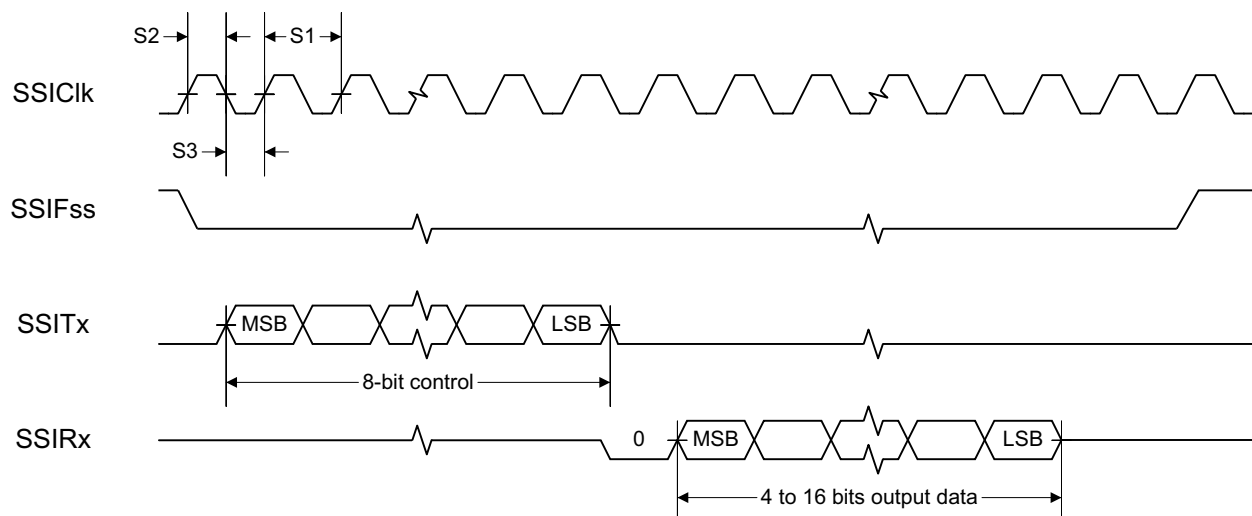 S2
S1
SSIClk
S3
SSIFss
SSITx
MSB
LSB
8-bit control
SSIRx
0
MSB
LSB
4 to 16 bits output data